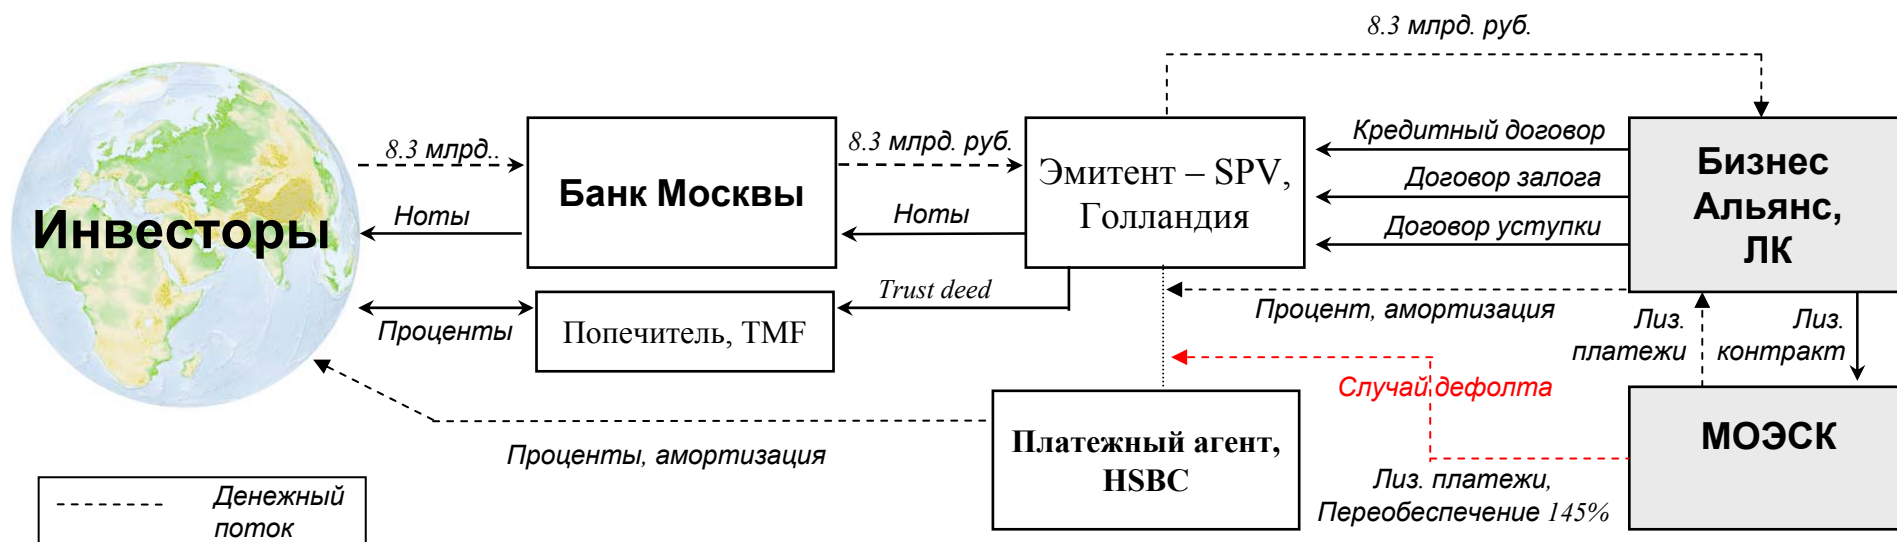 8.3 млрд. руб.
8.3 млрд..
8.3 млрд. руб.
Инвесторы
Ноты
Банк Москвы
Ноты
Эмитент – SPV,
Голландия
Кредитный договор
Договор залога
Договор уступки
Бизнес
Альянс,
ЛК
Trust deed
Проценты
Попечитель, TMF
Процент, амортизация
Лиз.
платежи
Лиз.
контракт
Случай дефолта
Проценты, амортизация
Платежный агент,
HSBC
МОЭСК
Лиз. платежи,
Переобеспечение 145%
Денежный
поток